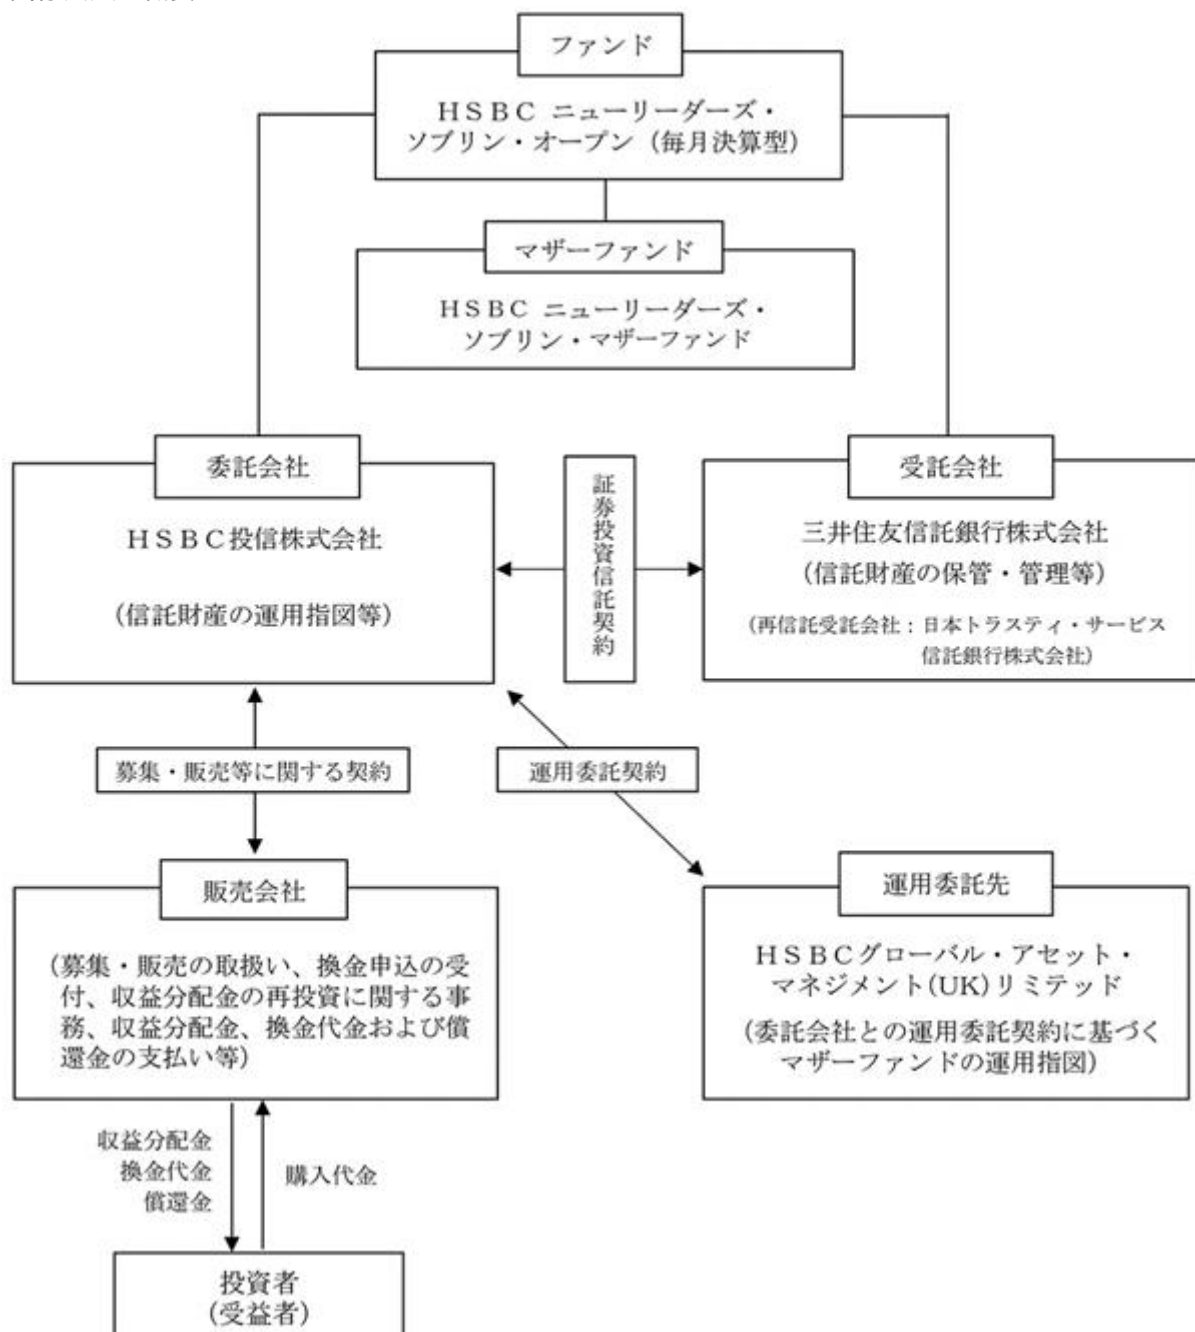 ファンド
HSBC ニューリーダーズ・
ソブリン・オープン（毎月決算型）
マザーファンド
HSBC ニューリーダーズ・
ソブリン・マザーファンド
委託会社
HSBC投信株式会社
（信託財産の運用指図等）
証券投資信託契約
受託会社
三井住友信託銀行株式会社
（信託財産の保管・管理等）
（再信託受託会社：日本トラスティ・サービス
信託銀行株式会社）
募集・販売等に関する契約
運用委託契約
販売会社
（募集・販売の取扱い、換金申込の受
付、収益分配金の再投資に関する事
務、収益分配金、換金代金および償
還金の支払い等）
運用委託先
HSBCグローバル・アセット・
マネジメント(UK)リミテッド
（委託会社との運用委託契約に基づく
マザーファンドの運用指図）
収益分配金
換金代金
償還金
購入代金
投資者
（受益者）